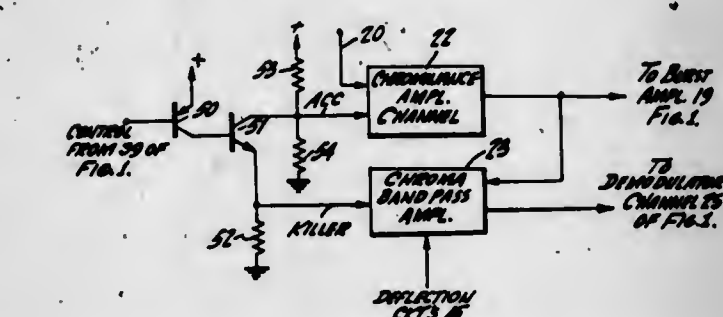 +
+
20
22
53
CHROMINANCE
AMPL.
CHANNEL
TO BURST
AMPL. 19
FIG.1.
ACC
50
51
CONTROL
FROM 39 OF
FIG.1.
54
23
CHROMA
BAND PASS
AMPL.
TO
DEMODULATOR
CHANNEL 25
OF FIG.1.
52
KILLER
DEFLECTION
CKTS 15